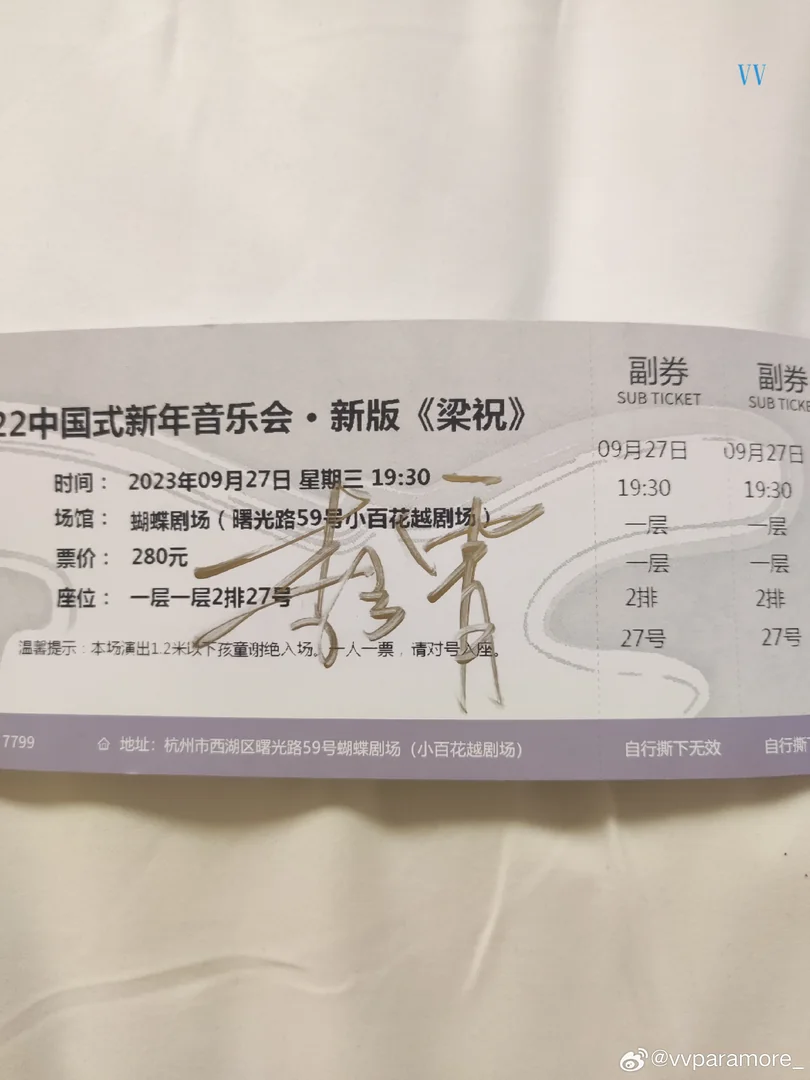 VV
22中国式新年音乐会·新版《梁祝》
时间： 2023年09月27日 星期三 19:30
场馆： 蝴蝶剧场（曙光路59号小百花越剧场）
票价： 280元
座位： 一层一层2排27号
温馨提示：本场演出1.2米以下孩童谢绝入场。一人一票，请对号入座。
7799
地址：杭州市西湖区曙光路59号蝴蝶剧场（小百花越剧场）
副券
SUB TICKET
09月27日
19:30
一层
一层
2排
27号
自行撕下无效
副券
SUB TICKE
09月27日
19:30
一层
一层
2排
27号
自行撕
@vvparamore_